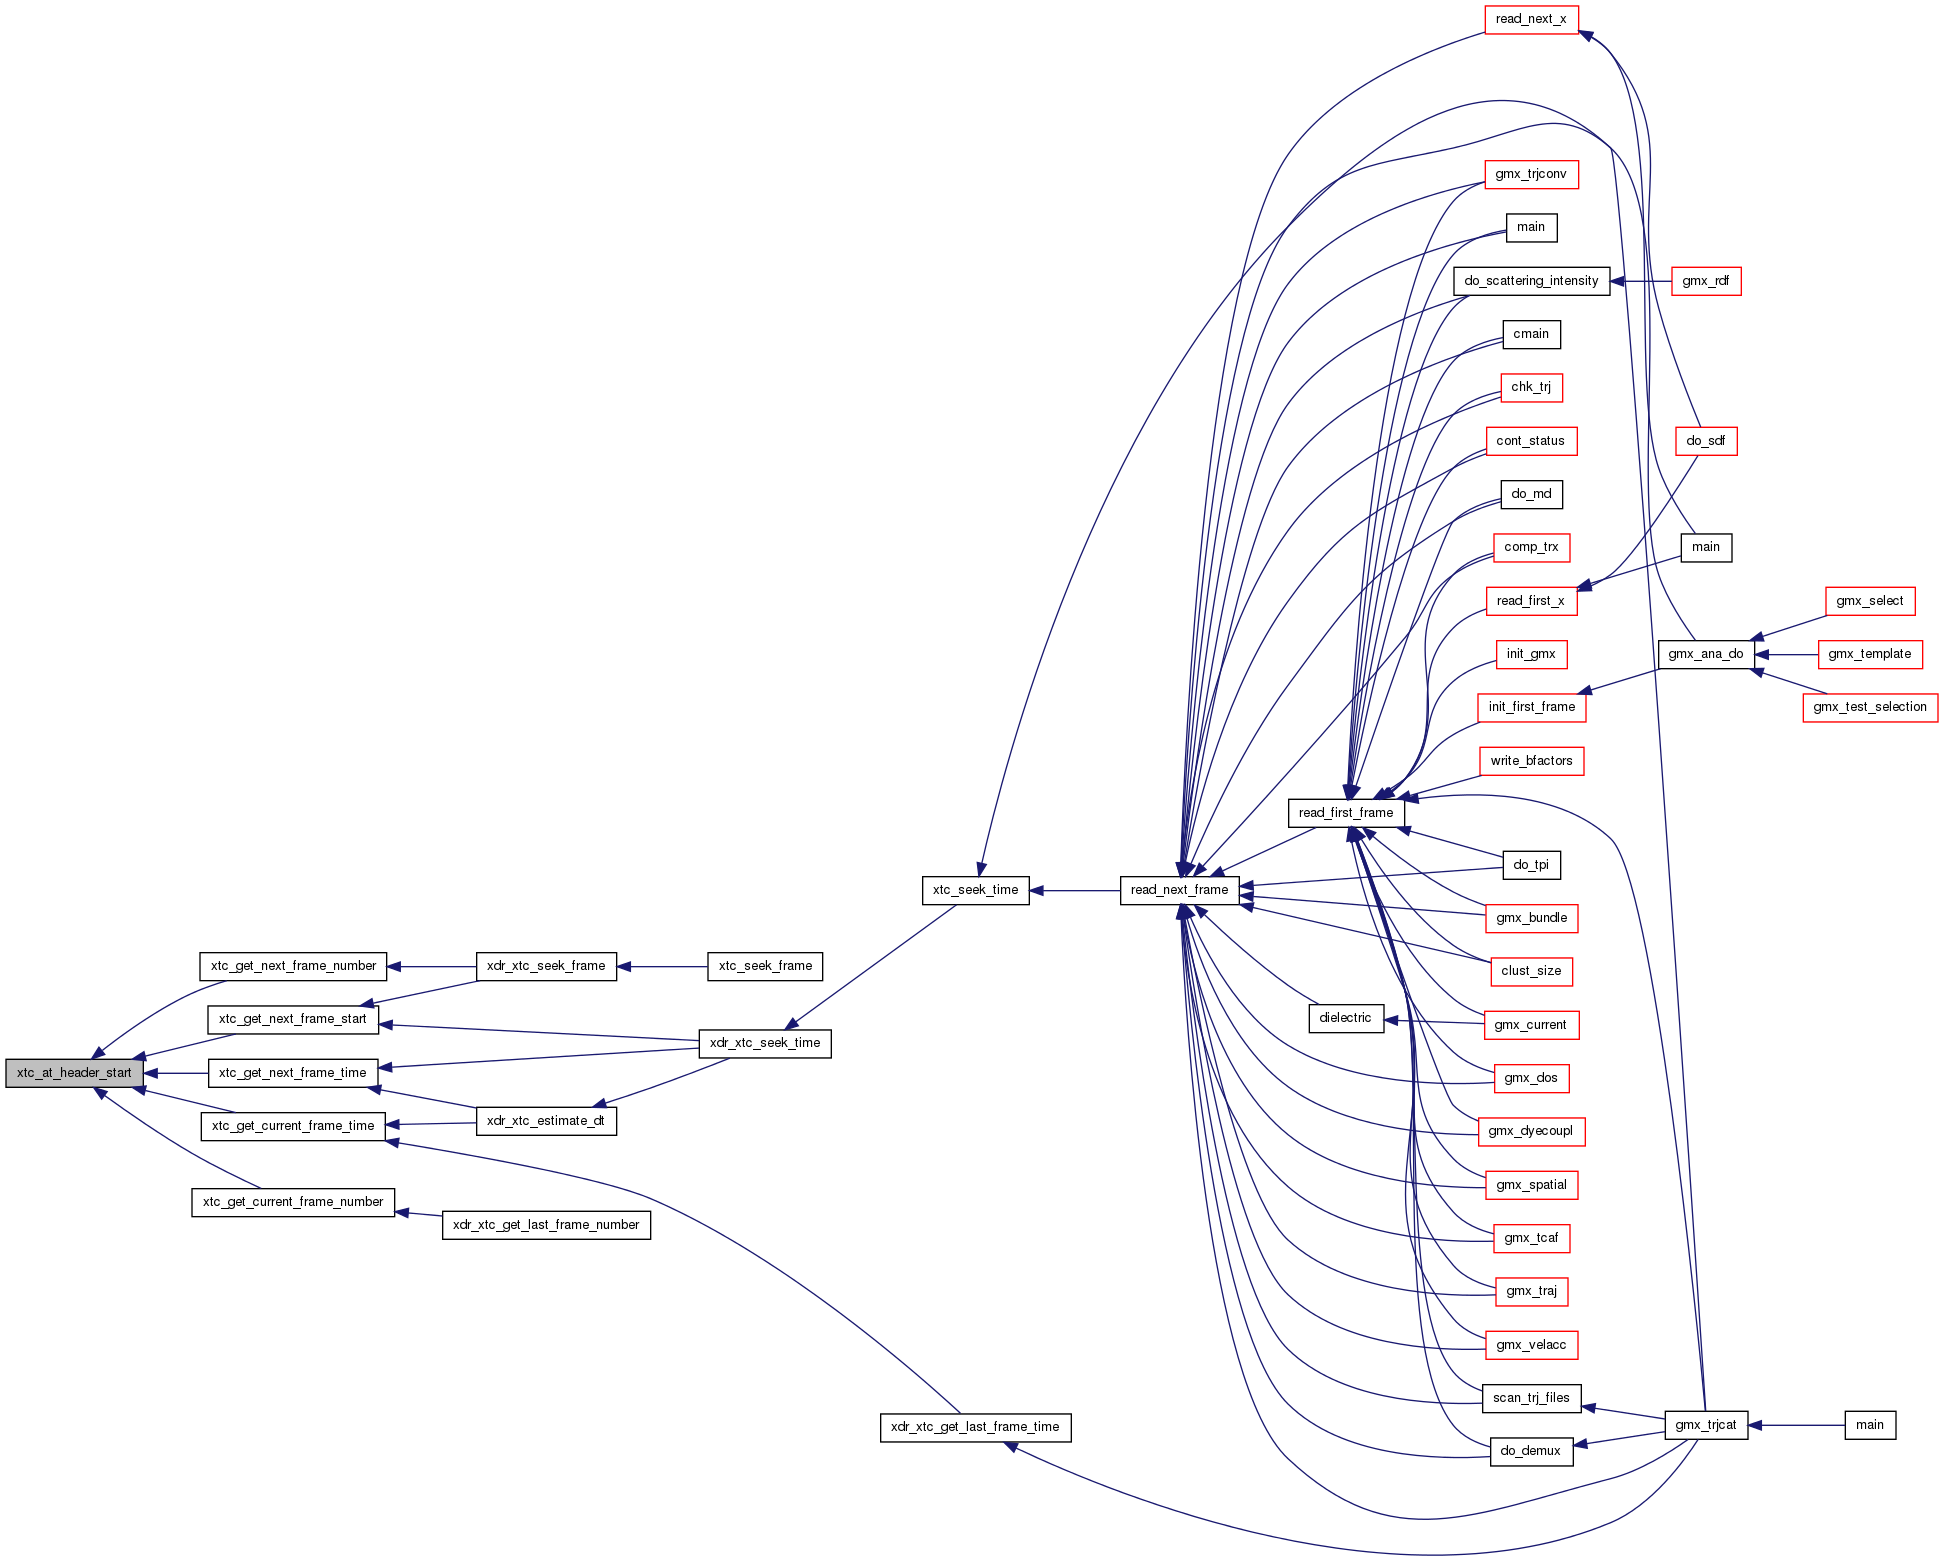 read_next_x
gmx_trjconv
main
do_scattering_intensity
gmx_rdf
cmain
chk_trj
cont_status
do_sdf
do_md
comp_trx
main
read_first_x
gmx_select
init_gmx
gmx_ana_do
gmx_template
init_first_frame
gmx_test_selection
write_bfactors
read_first_frame
do_tpi
xtc_seek_time
read_next_frame
gmx_bundle
xtc_get_next_frame_number
xdr_xtc_seek_frame
xtc_seek_frame
clust_size
xtc_get_next_frame_start
dielectric
gmx_current
xdr_xtc_seek_time
xtc_at_header_start
xtc_get_next_frame_time
gmx_dos
xtc_get_current_frame_time
xdr_xtc_estimate_dt
gmx_dyecoupl
gmx_spatial
xtc_get_current_frame_number
xdr_xtc_get_last_frame_number
gmx_tcaf
gmx_traj
gmx_velacc
scan_trj_files
xdr_xtc_get_last_frame_time
gmx_trjcat
main
do_demux